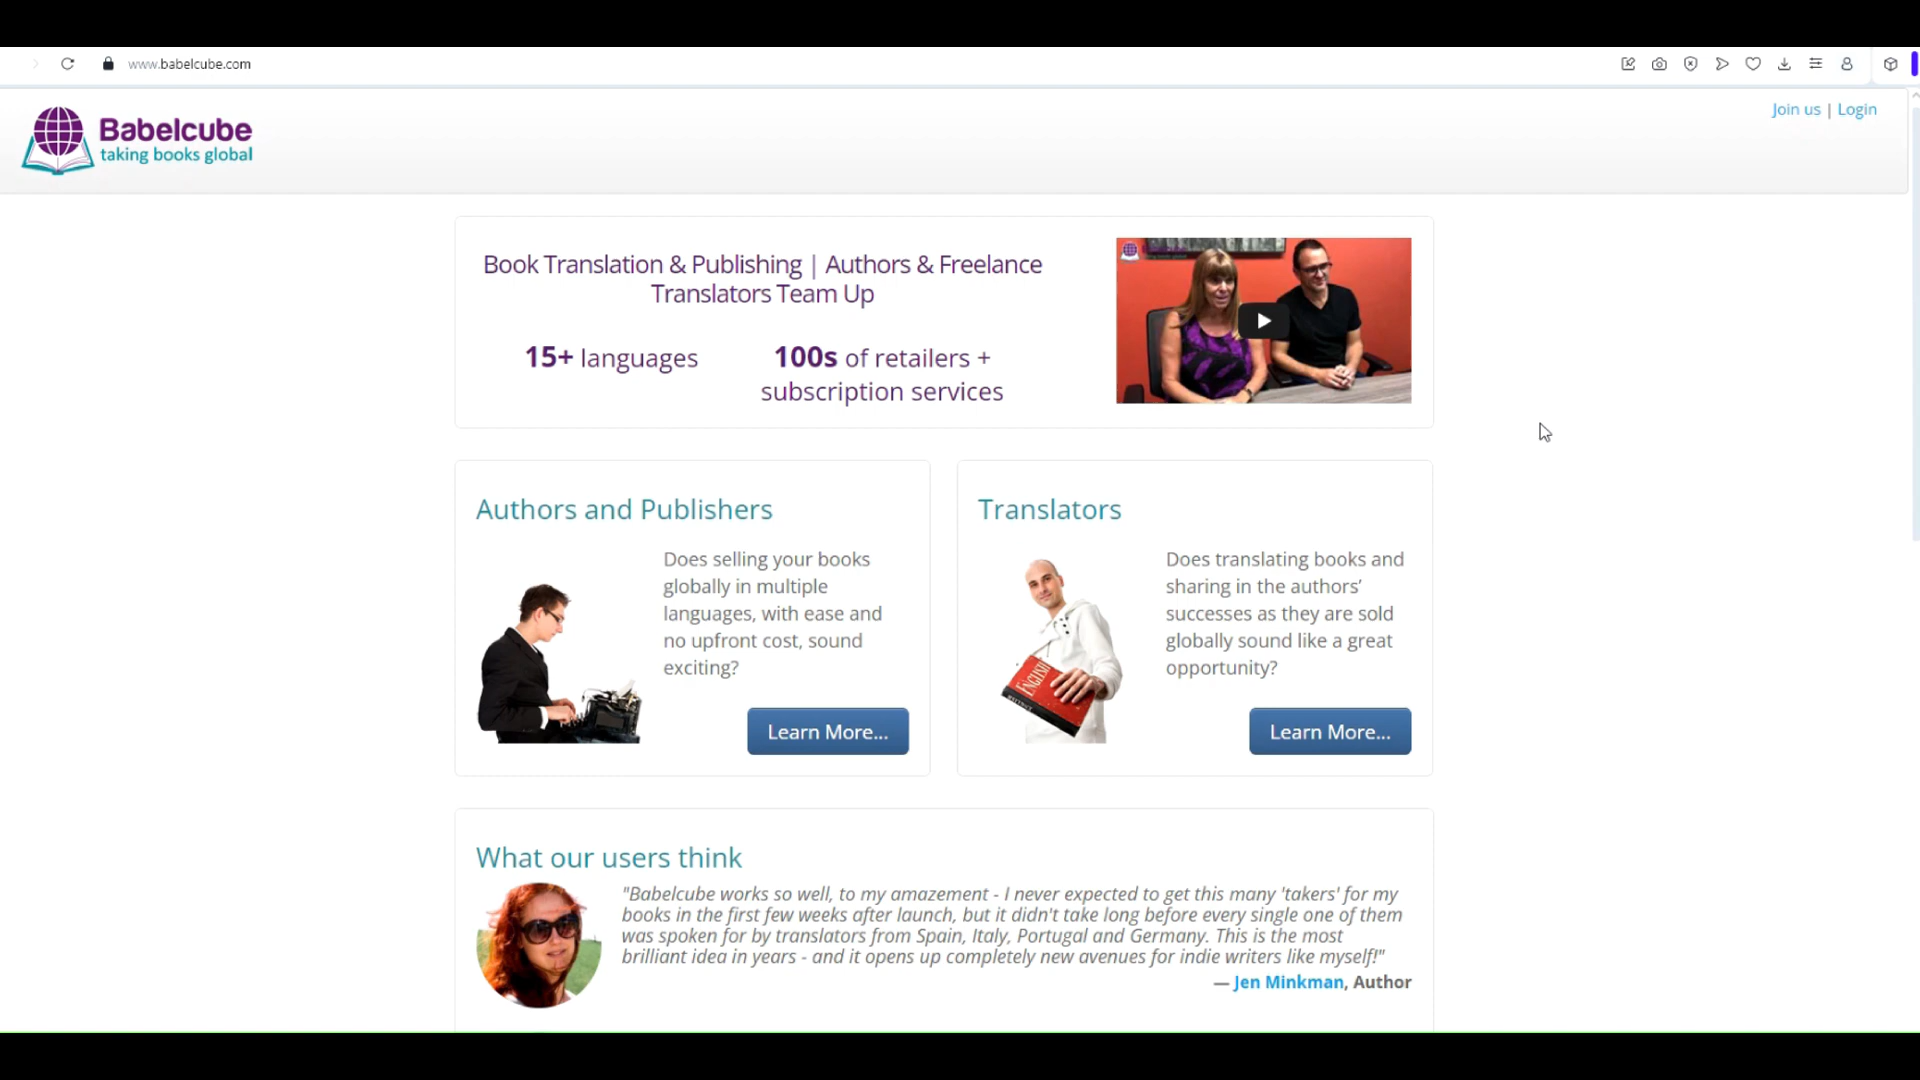 www.babelcube.com
Join us | Login
Babelcube
taking books global
Book Translation & Publishing | Authors & Freelance
Translators Team Up
15+ languages
100s of retailers +
subscription services
Authors and Publishers
Does selling your books
globally in multiple
languages, with ease and
no upfront cost, sound
exciting?
Learn More...
Translators
ENGLISH
Does translating books and
sharing in the authors’
successes as they are sold
globally sound like a great
opportunity?
Learn More...
What our users think
"Babelcube works so well, to my amazement - I never expected to get this many 'takers' for my
books in the first few weeks after launch, but it didn't take long before every single one of them
was spoken for by translators from Spain, Italy, Portugal and Germany. This is the most
brilliant idea in years - and it opens up completely new avenues for indie writers like myself!"
— Jen Minkman, Author